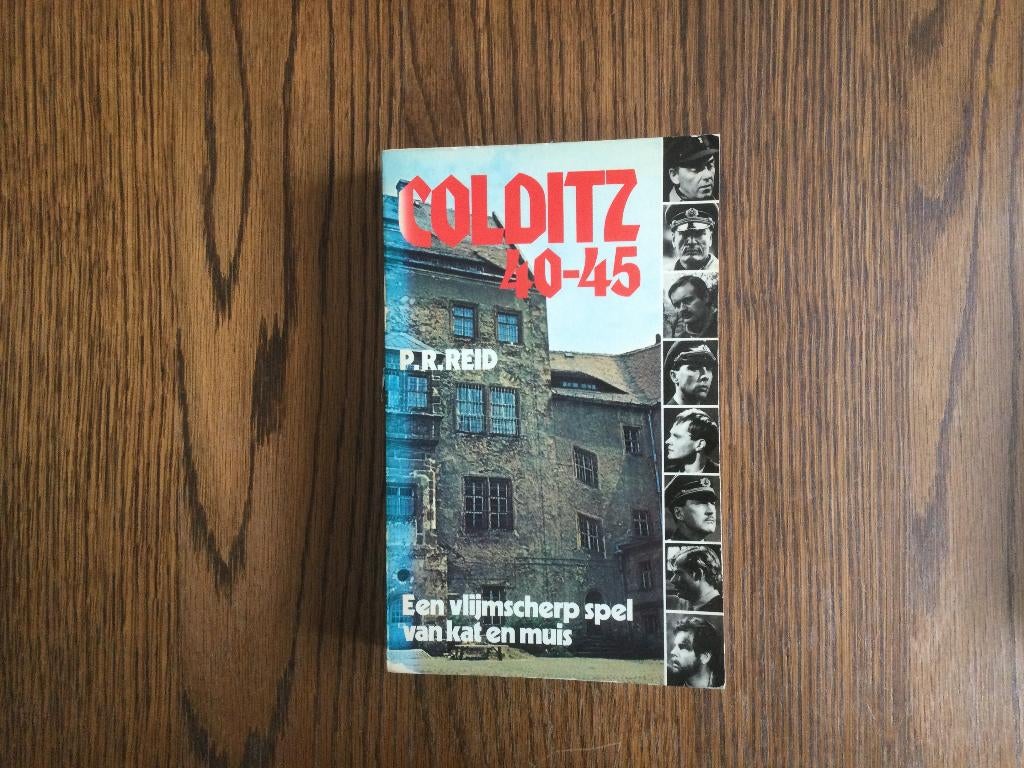 COLDITZ
40-45
P.R.REID
Een vlijmscherp spel
van kat en muis